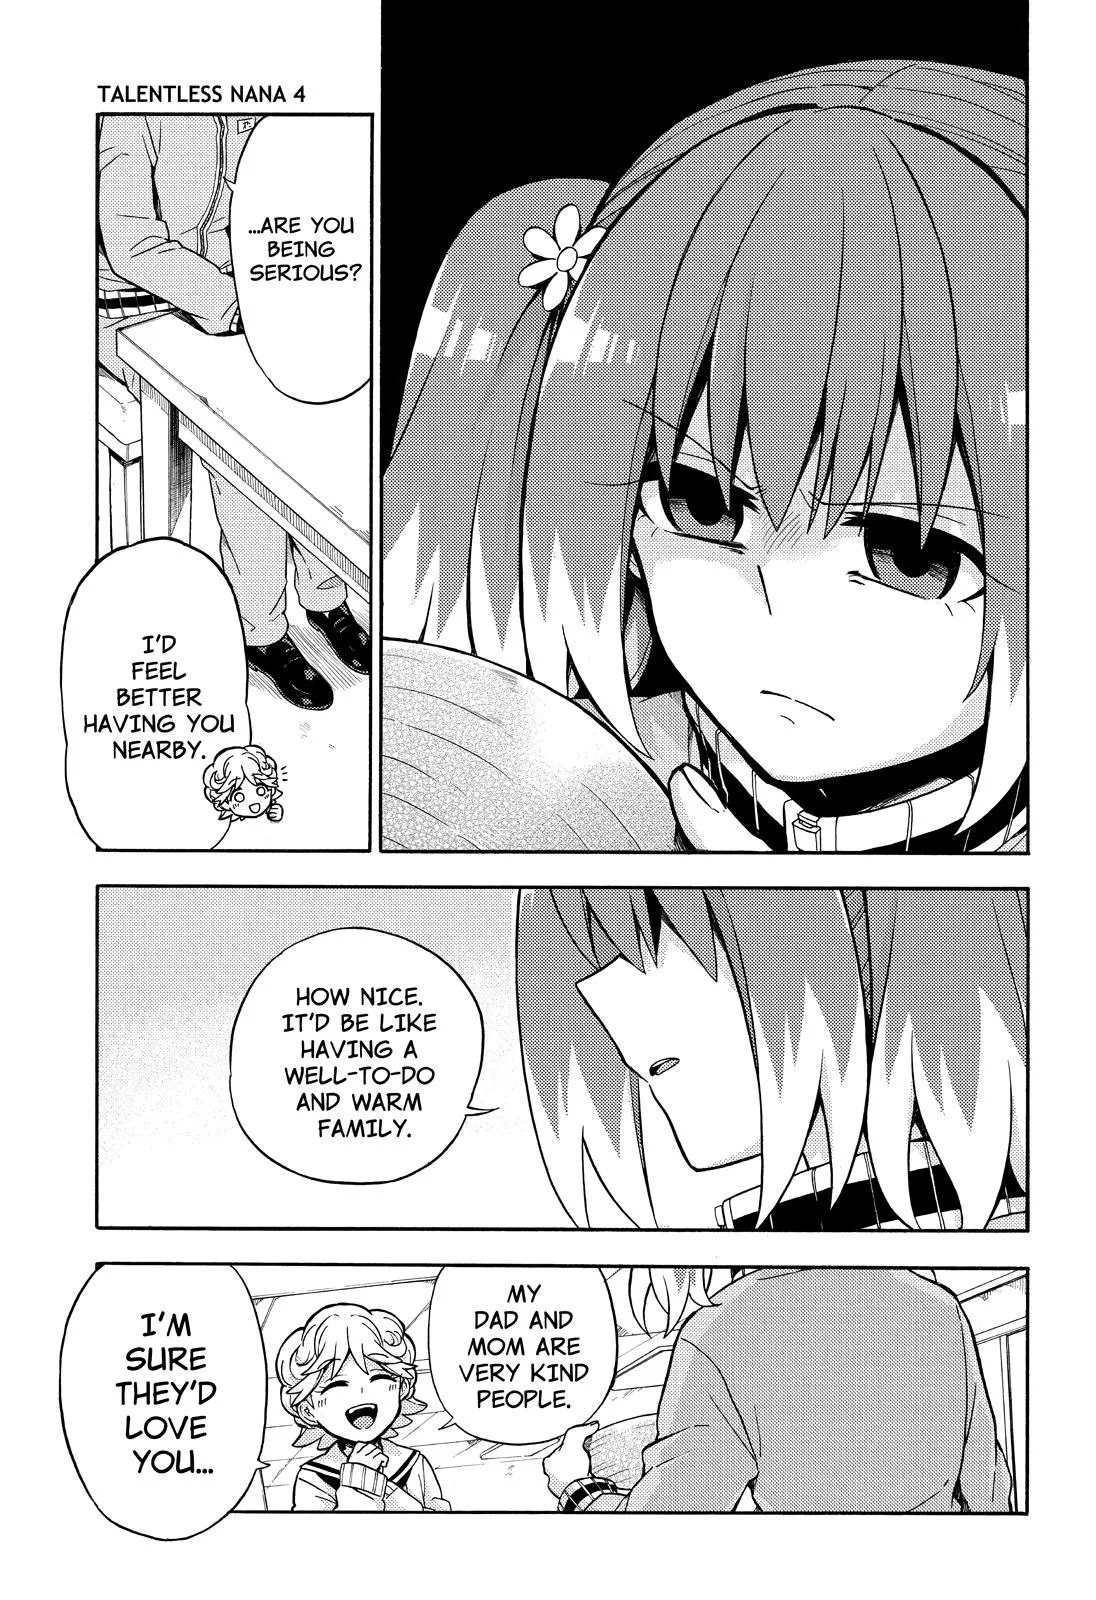 TALENTLESS NANA 4
...ARE YOU
BEING
SERIOUS?
I'D
FEEL
BETTER
HAVING YOU
NEARBY.
HOW NICE.
IT'D BE LIKE
HAVING A
WELL-TO-DO
AND WARM
FAMILY.
MY
DAD AND
MOM ARE
VERY KIND
PEOPLE.
I'M
SURE
THEY'D
LOVE
YOU...